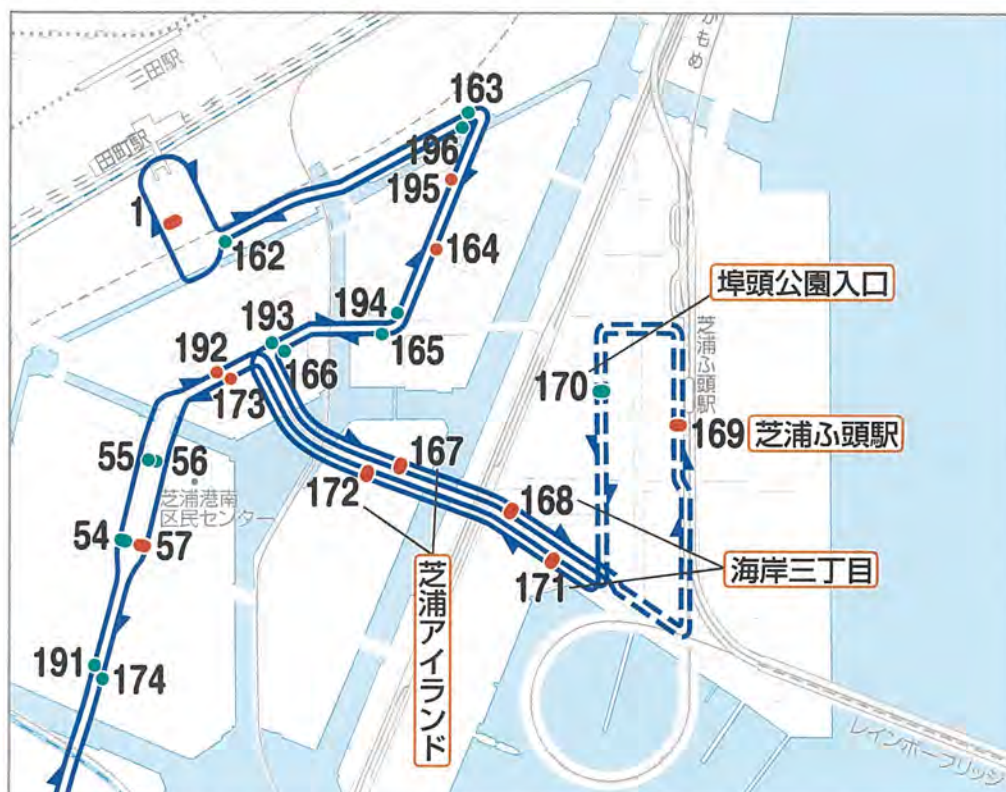 かもめ
三田駅
田町駅
163
196
195
1
162
164
194
193
165
166
192
173
埠頭公園入口
芝浦ふ頭駅
170
169
芝浦ふ頭駅
55
56
芝浦港南
区民センター
167
172
168
54
57
171
海岸三丁目
芝浦アイランド
191
174
レインボーブリッジ